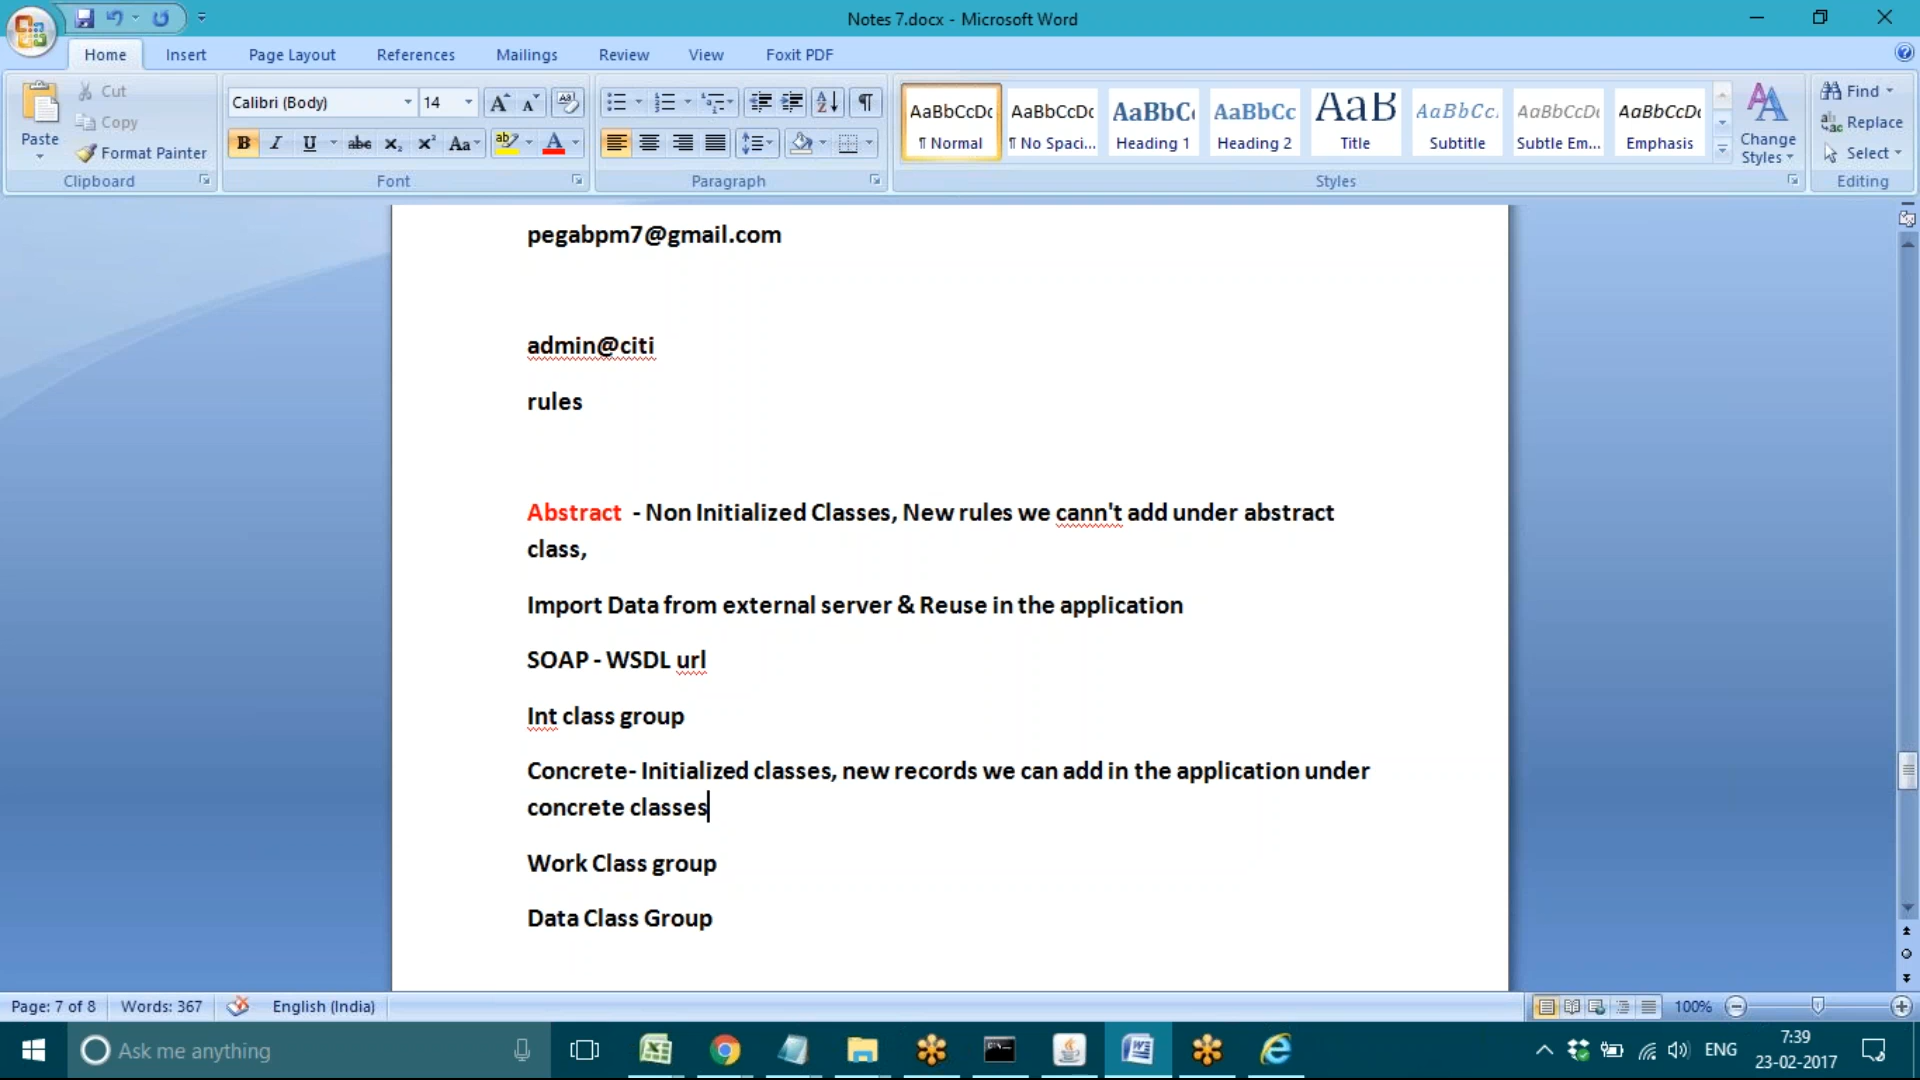 Notes 7.docx - Microsoft Word
Home Insert Page Layout References Mailings Review View Foxit PDF
Paste Cut Copy Format Painter
Calibri (Body) 14
AaBbCcDc AaBbCcDc AaBbC AaBbCc AaB AaBbCc. AaBbCcDc AaBbCcDc
¶ Normal ¶ No Spaci... Heading 1 Heading 2 Title Subtitle Subtle Em... Emphasis
Change Styles
Find Replace Select
Clipboard Font Paragraph Styles Editing
pegabpm7@gmail.com
admin@citi
rules
Abstract - Non Initialized Classes, New rules we cann't add under abstract
class,
Import Data from external server & Reuse in the application
SOAP - WSDL url
Int class group
Concrete- Initialized classes, new records we can add in the application under
concrete classes
Work Class group
Data Class Group
Page: 7 of 8 Words: 367 English (India) 100%
Ask me anything
ENG
7:39
23-02-2017